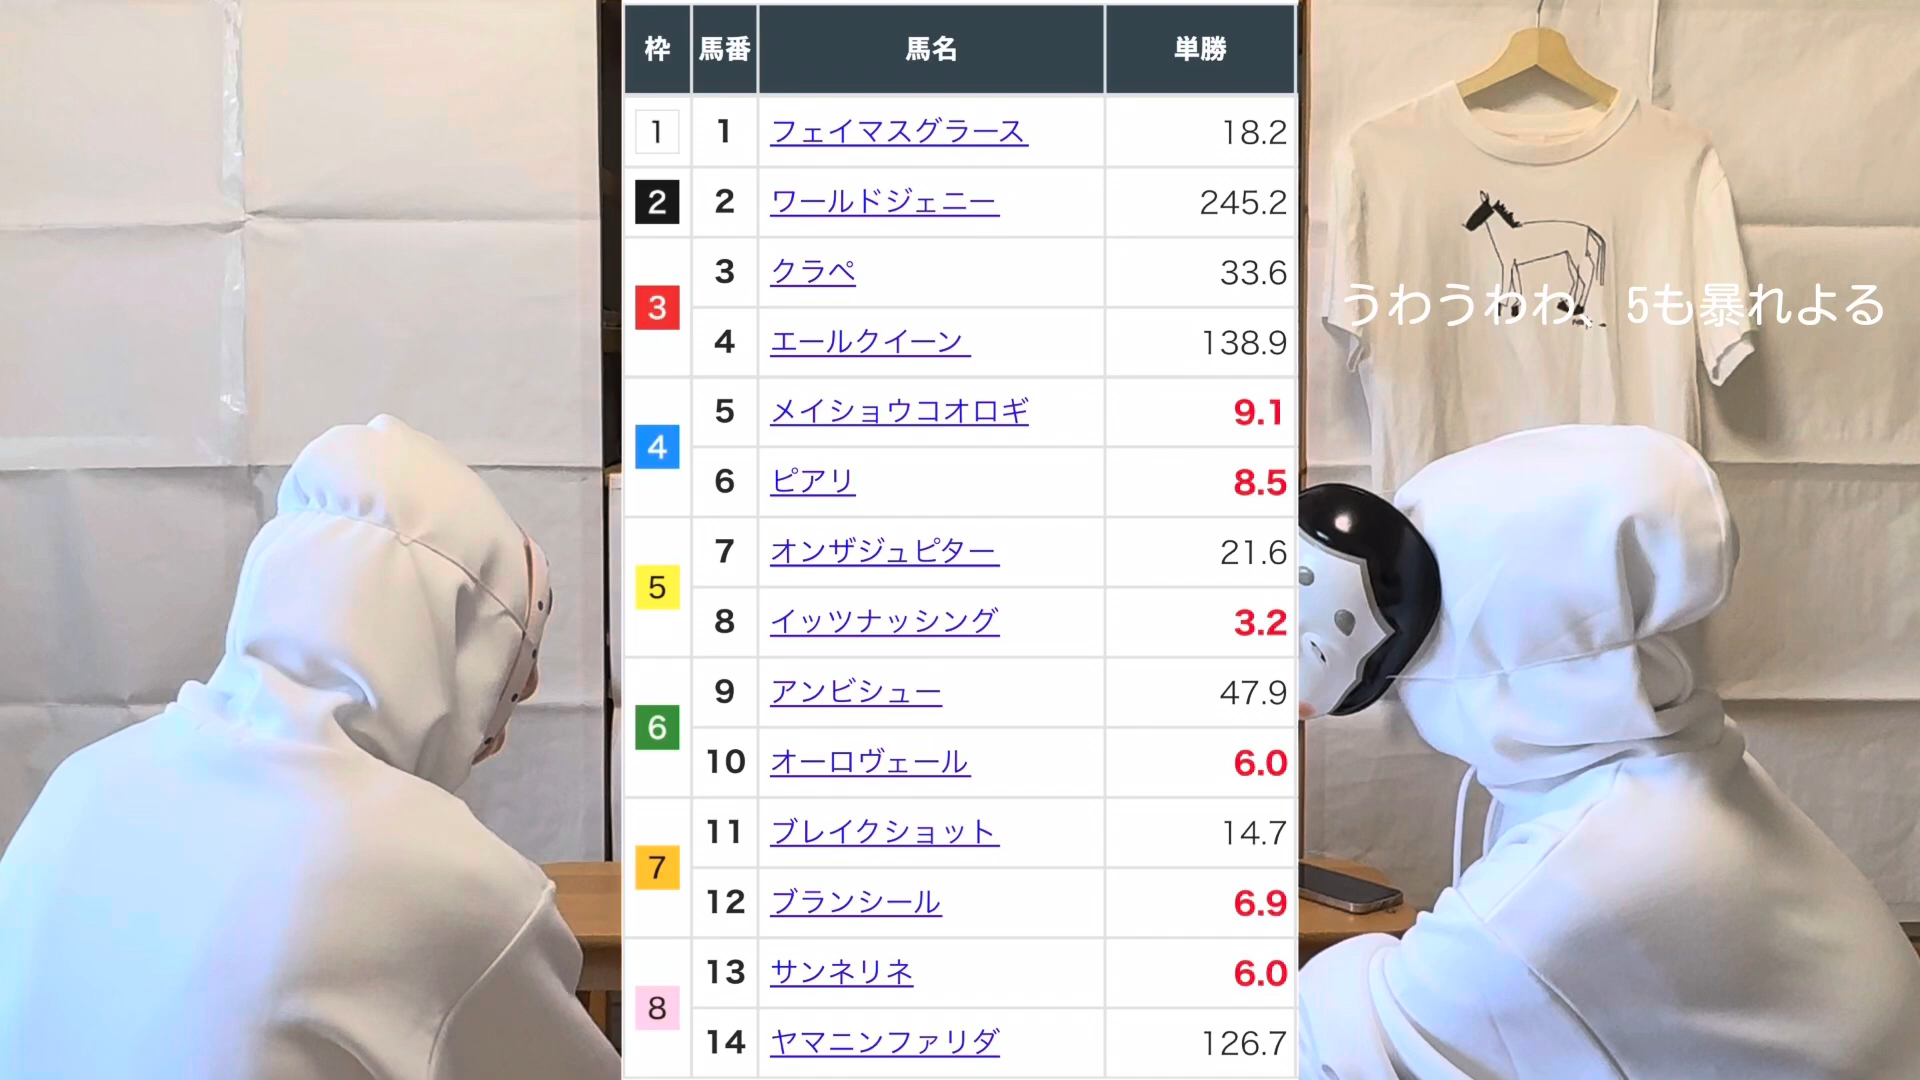 枠 馬番 馬名 単勝
1 1 フェイマスグラース 18.2
2 2 ワールドジェニー 245.2
3 3 クラペ 33.6
4 エールクイーン 138.9
4 5 メイショウコオロギ 9.1
6 ピアリ 8.5
5 7 オンザジュピター 21.6
8 イッツナッシング 3.2
6 9 アンビシュー 47.9
10 オーロヴェール 6.0
7 11 ブレイクショット 14.7
12 ブランシール 6.9
8 13 サンネリネ 6.0
14 ヤマニンファリダ 126.7
うわうわわ、5も暴れよる